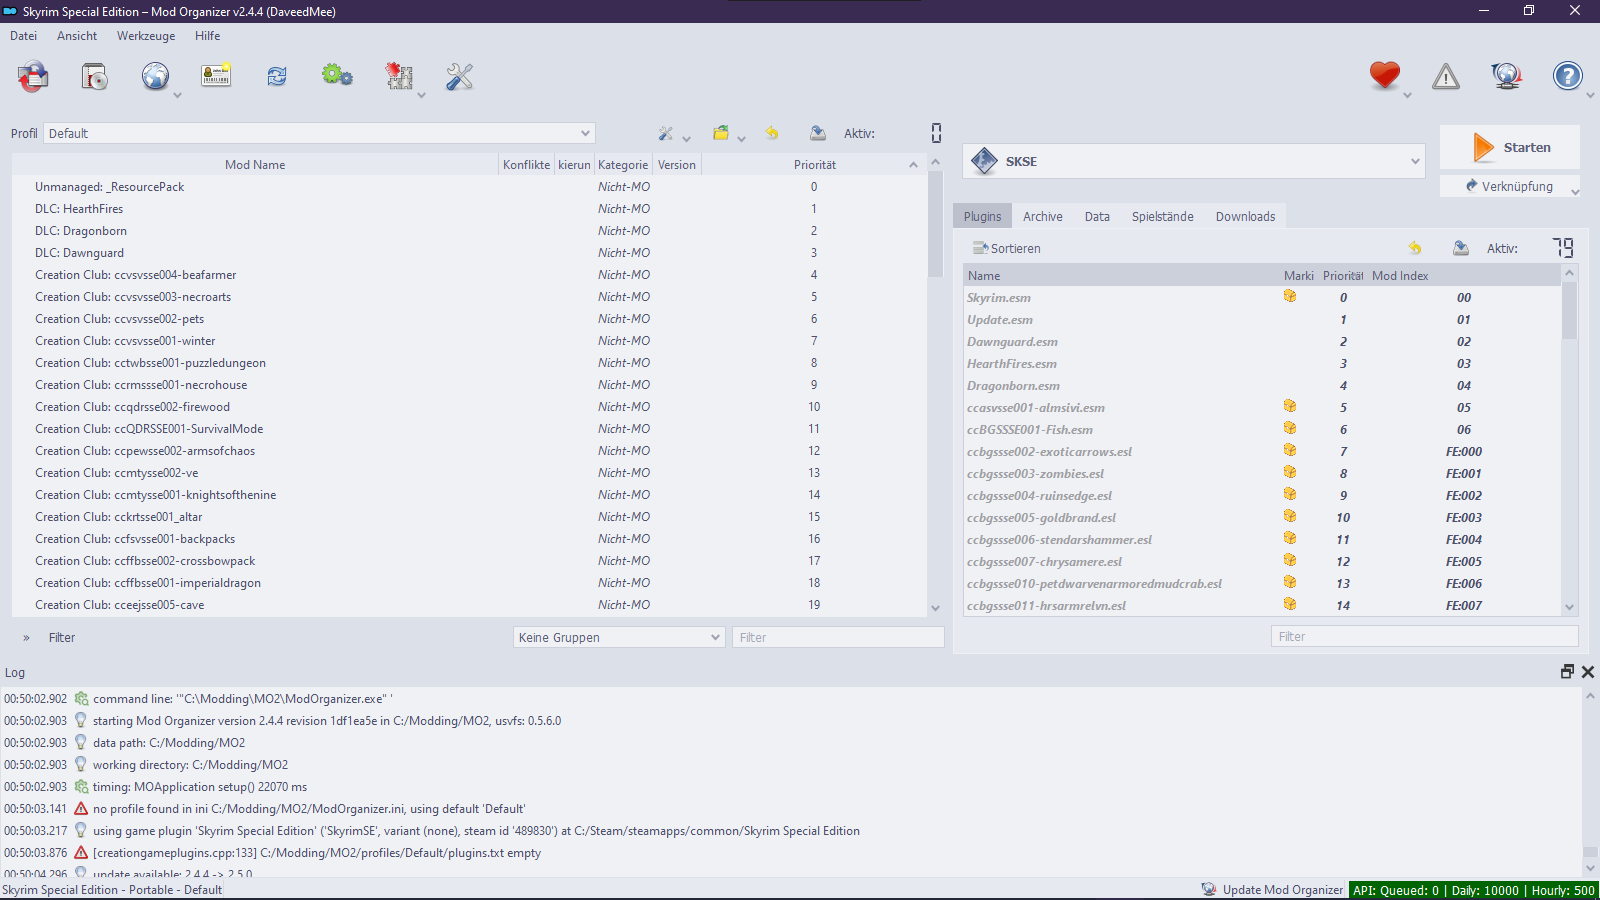 Skyrim Special Edition – Mod Organizer v2.4.4 (DaveedMee)
Datei Ansicht Werkzeuge Hilfe
Profil Default Aktiv: 0
Mod Name Konflikte kierun Kategorie Version Priorität
Unmanaged: _ResourcePack Nicht-MO 0
DLC: HearthFires Nicht-MO 1
DLC: Dragonborn Nicht-MO 2
DLC: Dawnguard Nicht-MO 3
Creation Club: ccvsvsse004-beafarmer Nicht-MO 4
Creation Club: ccvsvsse003-necroarts Nicht-MO 5
Creation Club: ccvsvsse002-pets Nicht-MO 6
Creation Club: ccvsvsse001-winter Nicht-MO 7
Creation Club: cctwbsse001-puzzledungeon Nicht-MO 8
Creation Club: ccrmssse001-necrohouse Nicht-MO 9
Creation Club: ccqdrsse002-firewood Nicht-MO 10
Creation Club: ccQDRSSE001-SurvivalMode Nicht-MO 11
Creation Club: ccpewsse002-armsofchaos Nicht-MO 12
Creation Club: ccmtysse002-ve Nicht-MO 13
Creation Club: ccmtysse001-knightsofthenine Nicht-MO 14
Creation Club: cckrtsse001_altar Nicht-MO 15
Creation Club: ccfsvsse001-backpacks Nicht-MO 16
Creation Club: ccffbsse002-crossbowpack Nicht-MO 17
Creation Club: ccffbsse001-imperialdragon Nicht-MO 18
Creation Club: cceejsse005-cave Nicht-MO 19
» Filter Keine Gruppen Filter
SKSE
Starten
Verknüpfung
Plugins Archive Data Spielstände Downloads
Sortieren Aktiv: 79
Name Marki Priorität Mod Index
Skyrim.esm 0 00
Update.esm 1 01
Dawnguard.esm 2 02
HearthFires.esm 3 03
Dragonborn.esm 4 04
ccasvsse001-almsivi.esm 5 05
ccBGSSSE001-Fish.esm 6 06
ccbgssse002-exoticarrows.esl 7 FE:000
ccbgssse003-zombies.esl 8 FE:001
ccbgssse004-ruinsedge.esl 9 FE:002
ccbgssse005-goldbrand.esl 10 FE:003
ccbgssse006-stendarshammer.esl 11 FE:004
ccbgssse007-chrysamere.esl 12 FE:005
ccbgssse010-petdwarvenarmoredmudcrab.esl 13 FE:006
ccbgssse011-hrsarmrelvn.esl 14 FE:007
Filter
Log
00:50:02.902 command line: '"C:\Modding\MO2\ModOrganizer.exe" '
00:50:02.903 starting Mod Organizer version 2.4.4 revision 1df1ea5e in C:/Modding/MO2, usvfs: 0.5.6.0
00:50:02.903 data path: C:/Modding/MO2
00:50:02.903 working directory: C:/Modding/MO2
00:50:02.903 timing: MOApplication setup() 22070 ms
00:50:03.141 no profile found in ini C:/Modding/MO2/ModOrganizer.ini, using default 'Default'
00:50:03.217 using game plugin 'Skyrim Special Edition' ('SkyrimSE', variant (none), steam id '489830') at C:/Steam/steamapps/common/Skyrim Special Edition
00:50:03.876 [creationgameplugins.cpp:133] C:/Modding/MO2/profiles/Default/plugins.txt empty
00:50:04.296 update available: 2.4.4 -> 2.5.0
Skyrim Special Edition - Portable - Default Update Mod Organizer API: Queued: 0 | Daily: 10000 | Hourly: 500